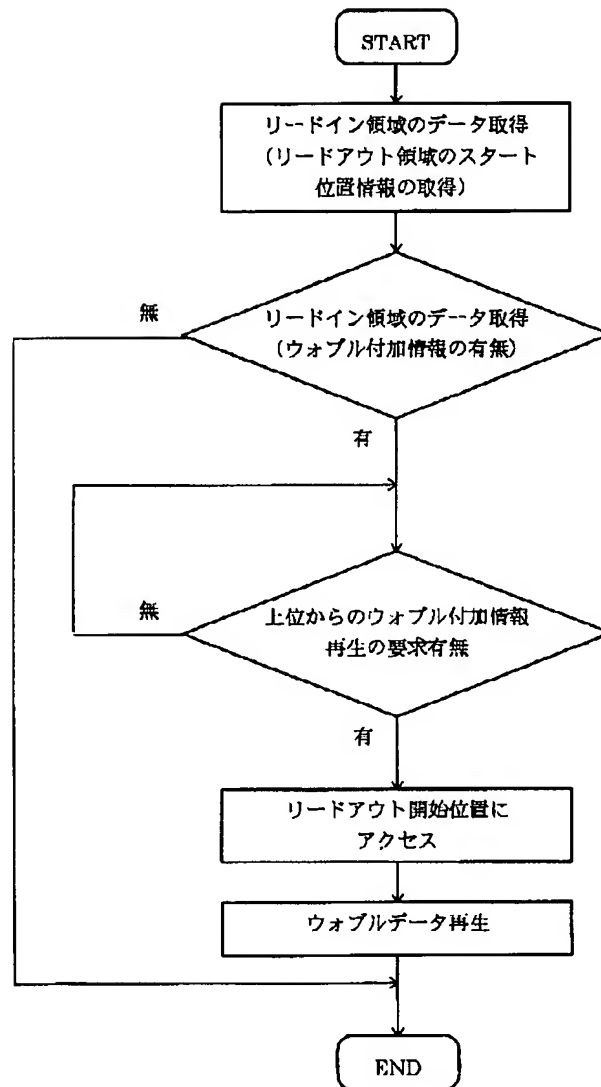 START
リードイン領域のデータ取得
(リードアウト領域のスタート
位置情報の取得)
無
リードイン領域のデータ取得
(ウォブル付加情報の有無)
有
無
上位からのウォブル付加情報
再生の要求有無
有
リードアウト開始位置に
アクセス
ウォブルデータ再生
END